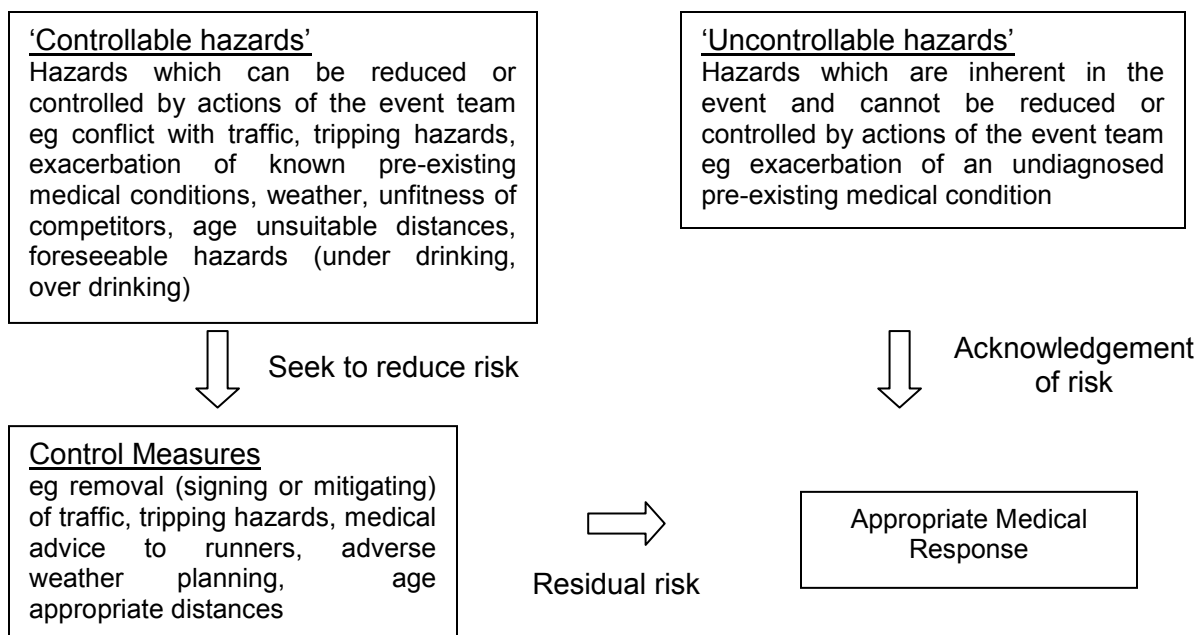 ‘Controllable hazards’
Hazards which can be reduced or
controlled by actions of the event team
eg conflict with traffic, tripping hazards,
exacerbation of known pre-existing
medical conditions, weather, unfitness of
competitors, age unsuitable distances,
foreseeable hazards (under drinking,
over drinking)
‘Uncontrollable hazards’
Hazards which are inherent in the
event and cannot be reduced or
controlled by actions of the event team
eg exacerbation of an undiagnosed
pre-existing medical condition
Seek to reduce risk
Acknowledgement
of risk
Control Measures
eg removal (signing or mitigating)
of traffic, tripping hazards, medical
advice to runners, adverse
weather planning, age
appropriate distances
Residual risk
Appropriate Medical
Response